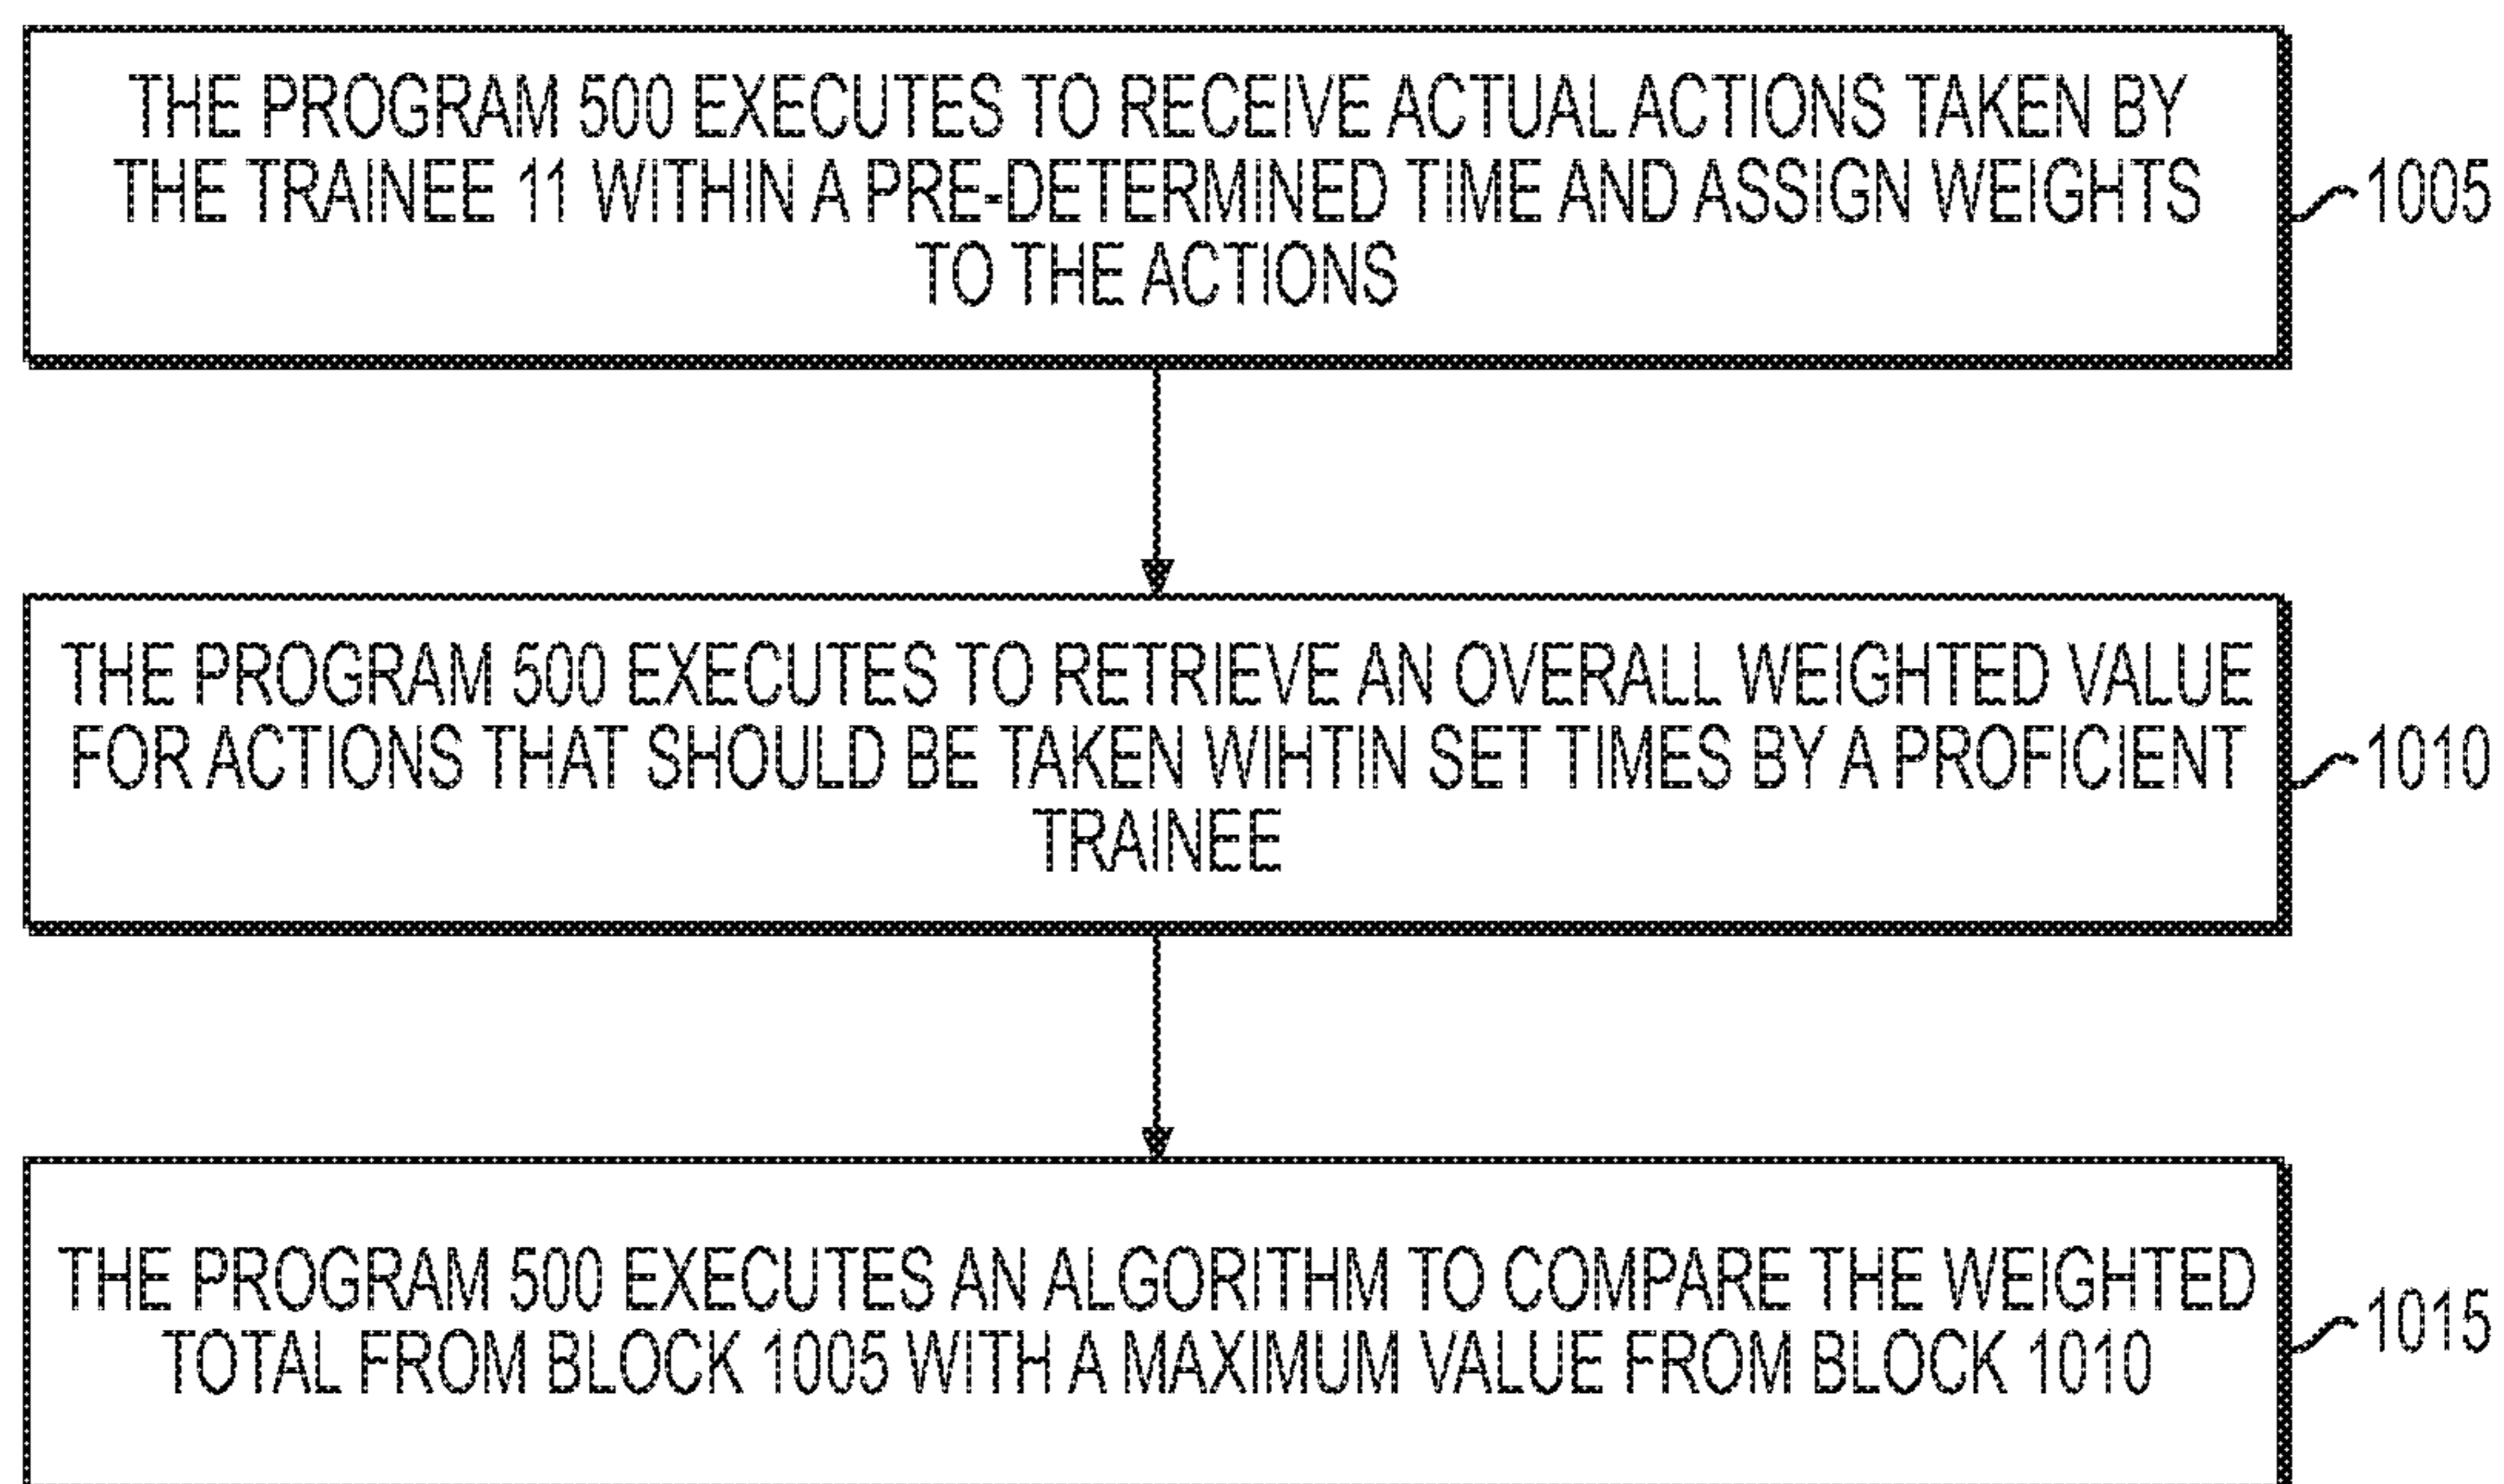 THE PROGRAM 500 EXECUTES TO RECEIVE ACTUAL ACTIONS TAKEN BY
THE TRAINEE 11 WITHIN A PRE-DETERMINED TIME AND ASSIGN WEIGHTS
TO THE ACTIONS
1005
THE PROGRAM 500 EXECUTES TO RETRIEVE AN OVERALL WEIGHTED VALUE
FOR ACTIONS THAT SHOULD BE TAKEN WIHTIN SET TIMES BY A PROFICIENT
TRAINEE
1010
THE PROGRAM 500 EXECUTES AN ALGORITHM TO COMPARE THE WEIGHTED
TOTAL FROM BLOCK 1005 WITH A MAXIMUM VALUE FROM BLOCK 1010
1015